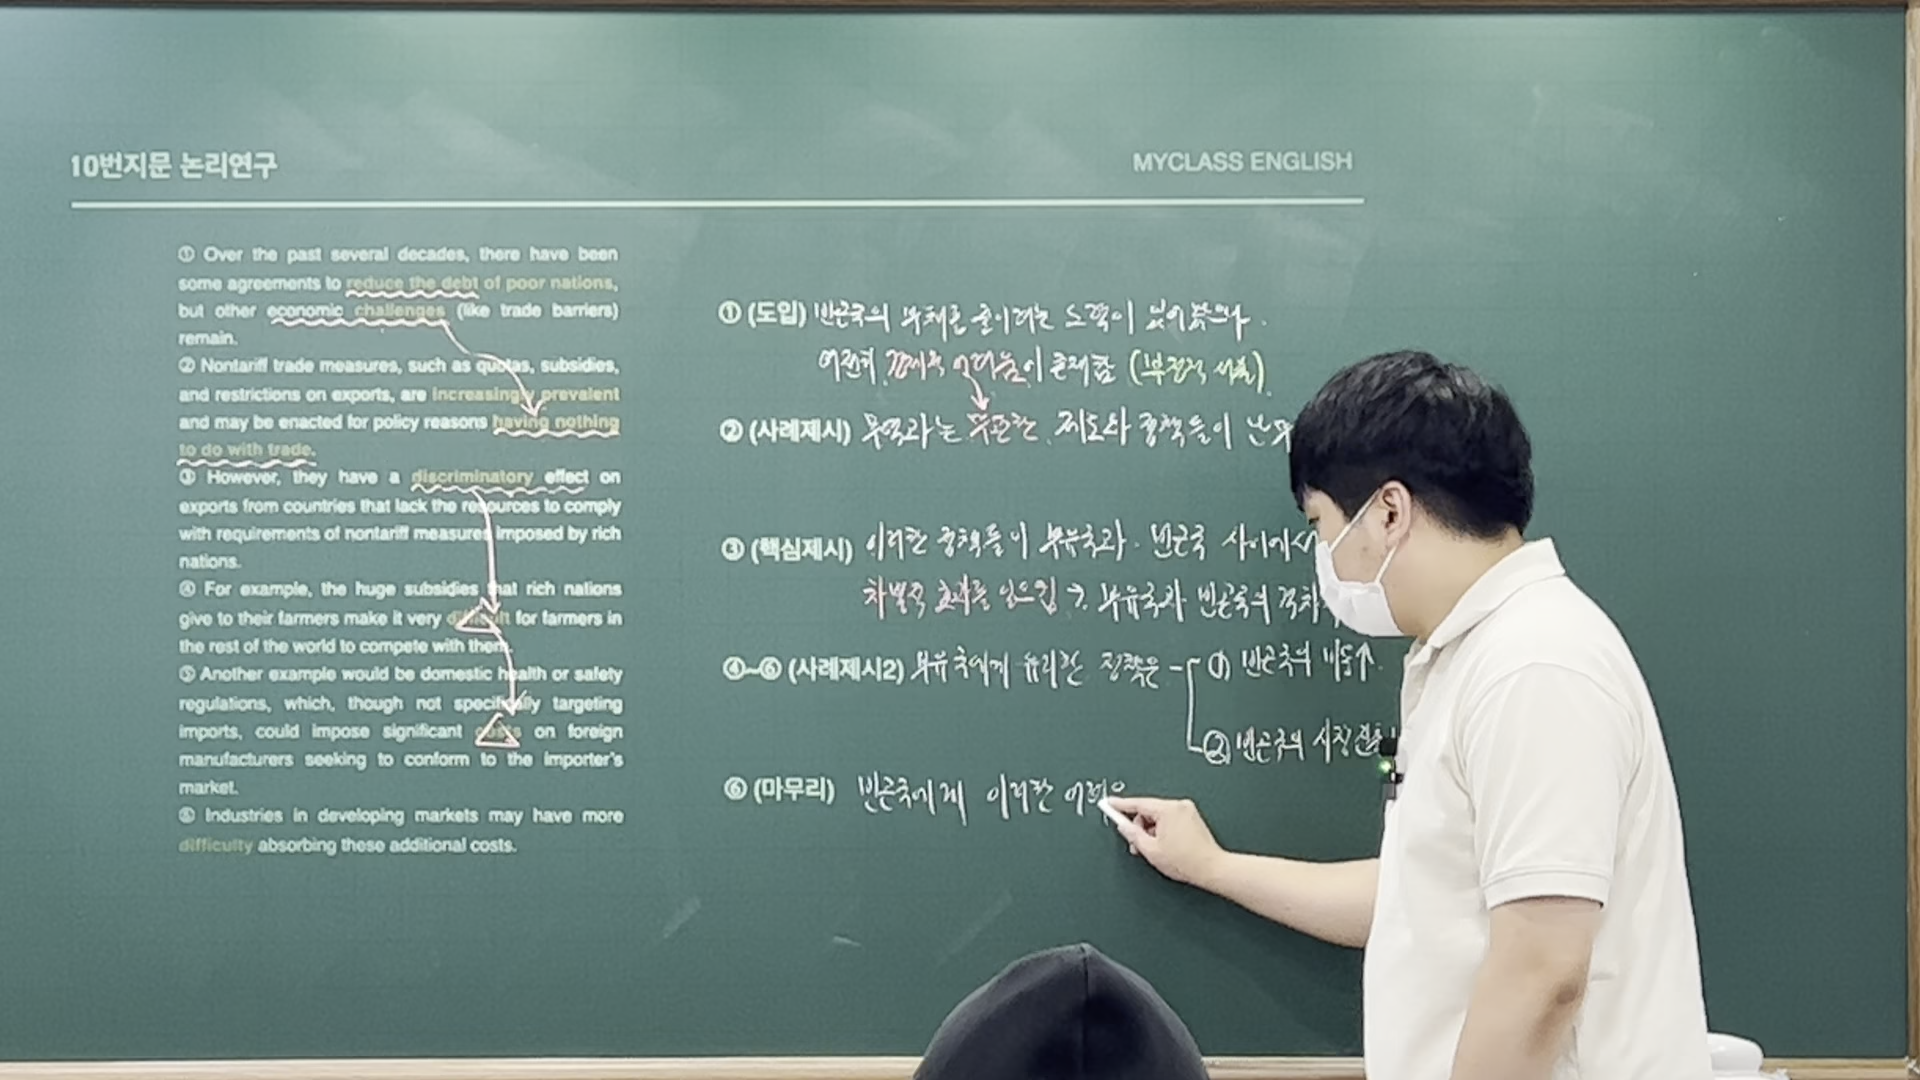 10번지문 논리연구
MYCLASS ENGLISH
① Over the past several decades, there have been
some agreements to reduce the debt of poor nations,
but other economic challenges (like trade barriers)
remain.
② Nontariff trade measures, such as quotas, subsidies,
and restrictions on exports, are increasingly prevalent
and may be enacted for policy reasons having nothing
to do with trade.
③ However, they have a discriminatory effect on
exports from countries that lack the resources to comply
with requirements of nontariff measures imposed by rich
nations.
④ For example, the huge subsidies that rich nations
give to their farmers make it very difficult for farmers in
the rest of the world to compete with them.
⑤ Another example would be domestic health or safety
regulations, which, though not specifically targeting
imports, could impose significant costs on foreign
manufacturers seeking to conform to the importer's
market.
⑥ Industries in developing markets may have more
difficulty absorbing these additional costs.
① (도입) 빈곤국의 부채를 줄이려는 노력이 있어왔으나.
여전히 경제적 어려움이 존재함 (부정적 서술)
② (사례제시) 무역과는 무관한 제도와 정책들이
③ (핵심제시) 이러한 정책들이 부유국과 빈곤국 사이에서
차별적 효과를 일으킴 → 부유국과 빈곤국의 격차
④~⑥ (사례제시2) 부유국에게 유리한 정책은 ① 빈곤국의 비용↑
② 빈곤국의 시장
⑥ (마무리) 빈곤국에게 이러한